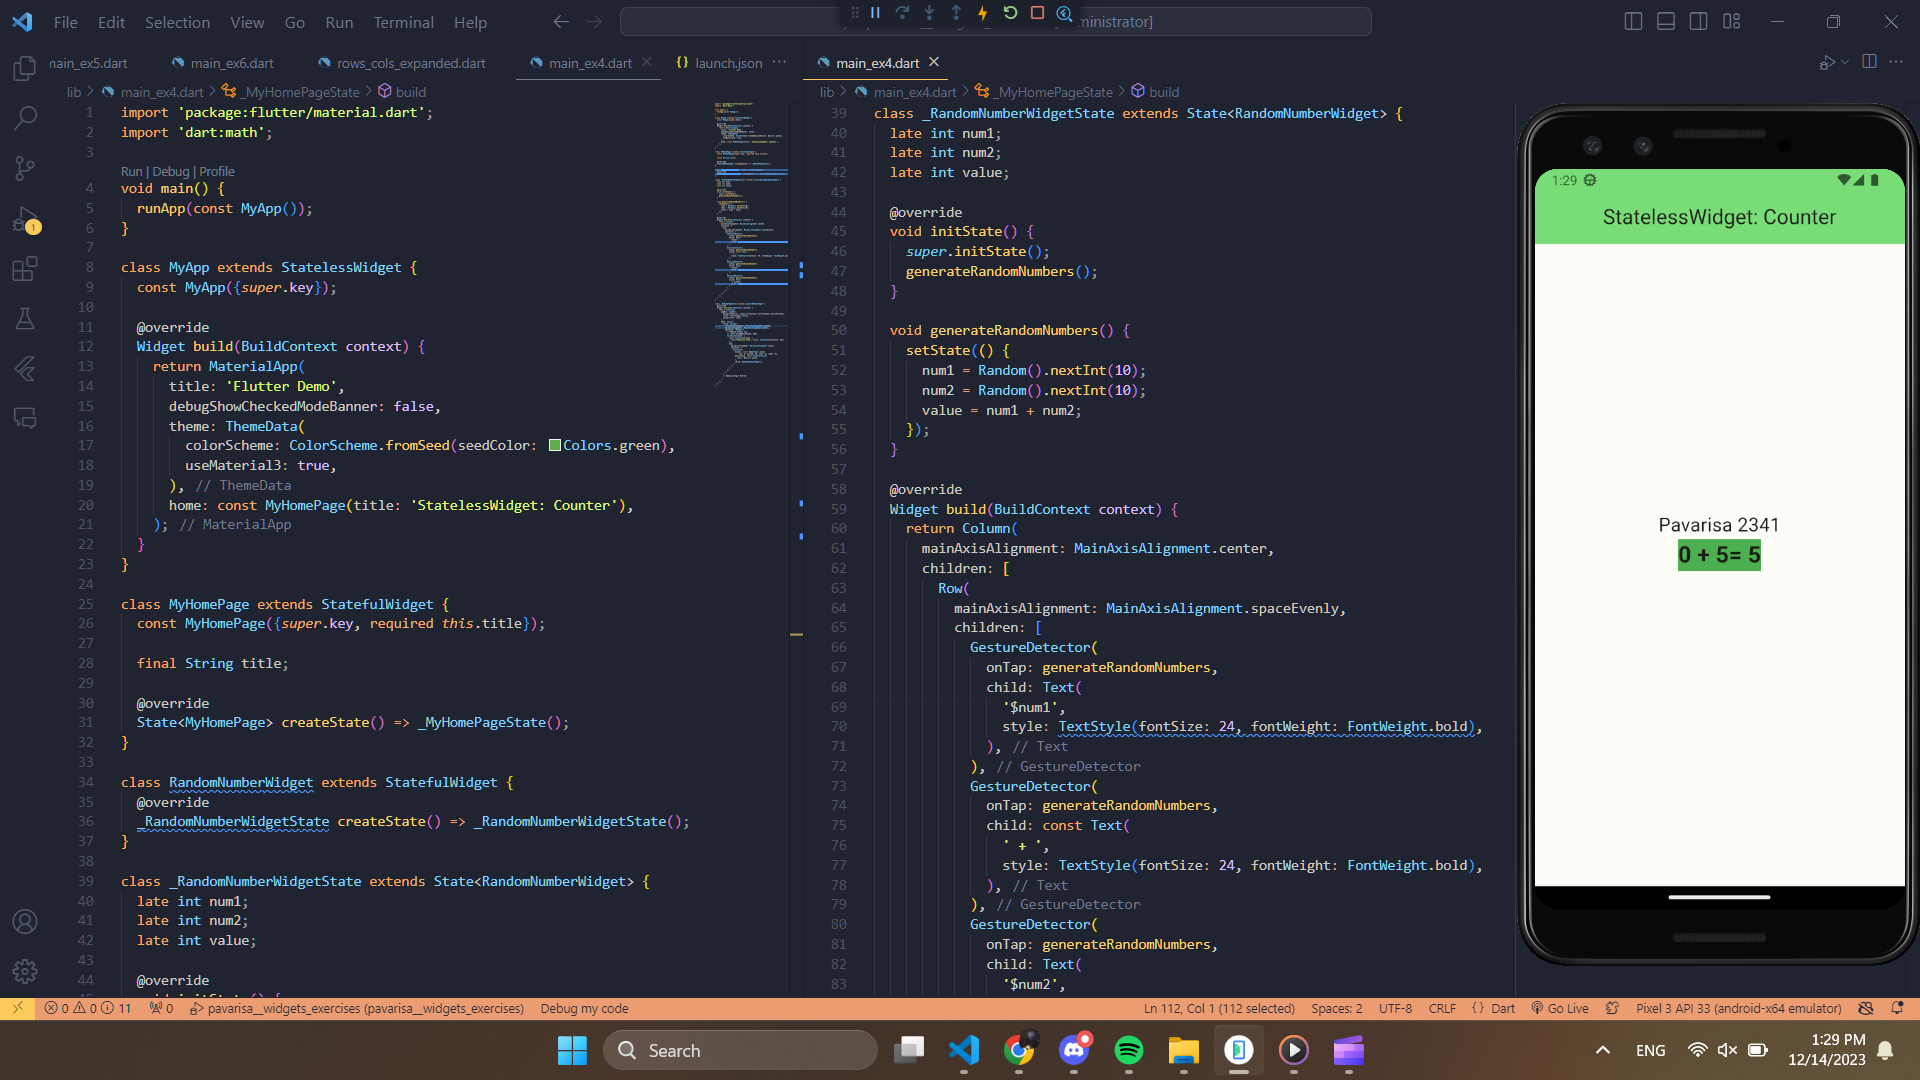 File Edit Selection View Go Run Terminal Help
ministrator]
main_ex5.dart main_ex6.dart rows_cols_expanded.dart main_ex4.dart launch.json
lib > main_ex4.dart > _MyHomePageState > build
1 import 'package:flutter/material.dart';
2 import 'dart:math';
3
Run | Debug | Profile
4 void main() {
5 runApp(const MyApp());
6 }
7
8 class MyApp extends StatelessWidget {
9 const MyApp({super.key});
10
11 @override
12 Widget build(BuildContext context) {
13 return MaterialApp(
14 title: 'Flutter Demo',
15 debugShowCheckedModeBanner: false,
16 theme: ThemeData(
17 colorScheme: ColorScheme.fromSeed(seedColor: Colors.green),
18 useMaterial3: true,
19 ), // ThemeData
20 home: const MyHomePage(title: 'StatelessWidget: Counter'),
21 ); // MaterialApp
22 }
23 }
24
25 class MyHomePage extends StatefulWidget {
26 const MyHomePage({super.key, required this.title});
27
28 final String title;
29
30 @override
31 State<MyHomePage> createState() => _MyHomePageState();
32 }
33
34 class RandomNumberWidget extends StatefulWidget {
35 @override
36 _RandomNumberWidgetState createState() => _RandomNumberWidgetState();
37 }
38
39 class _RandomNumberWidgetState extends State<RandomNumberWidget> {
40 late int num1;
41 late int num2;
42 late int value;
43
44 @override
main_ex4.dart
lib > main_ex4.dart > _MyHomePageState > build
39 class _RandomNumberWidgetState extends State<RandomNumberWidget> {
40 late int num1;
41 late int num2;
42 late int value;
43
44 @override
45 void initState() {
46 super.initState();
47 generateRandomNumbers();
48 }
49
50 void generateRandomNumbers() {
51 setState(() {
52 num1 = Random().nextInt(10);
53 num2 = Random().nextInt(10);
54 value = num1 + num2;
55 });
56 }
57
58 @override
59 Widget build(BuildContext context) {
60 return Column(
61 mainAxisAlignment: MainAxisAlignment.center,
62 children: [
63 Row(
64 mainAxisAlignment: MainAxisAlignment.spaceEvenly,
65 children: [
66 GestureDetector(
67 onTap: generateRandomNumbers,
68 child: Text(
69 '$num1',
70 style: TextStyle(fontSize: 24, fontWeight: FontWeight.bold),
71 ), // Text
72 ), // GestureDetector
73 GestureDetector(
74 onTap: generateRandomNumbers,
75 child: const Text(
76 ' + ',
77 style: TextStyle(fontSize: 24, fontWeight: FontWeight.bold),
78 ), // Text
79 ), // GestureDetector
80 GestureDetector(
81 onTap: generateRandomNumbers,
82 child: Text(
83 '$num2',
1:29
StatelessWidget: Counter
Pavarisa 2341
0 + 5= 5
1
0 0 11 0 pavarisa__widgets_exercises (pavarisa__widgets_exercises) Debug my code
Ln 112, Col 1 (112 selected) Spaces: 2 UTF-8 CRLF { } Dart Go Live Pixel 3 API 33 (android-x64 emulator)
Search
ENG
1:29 PM
12/14/2023